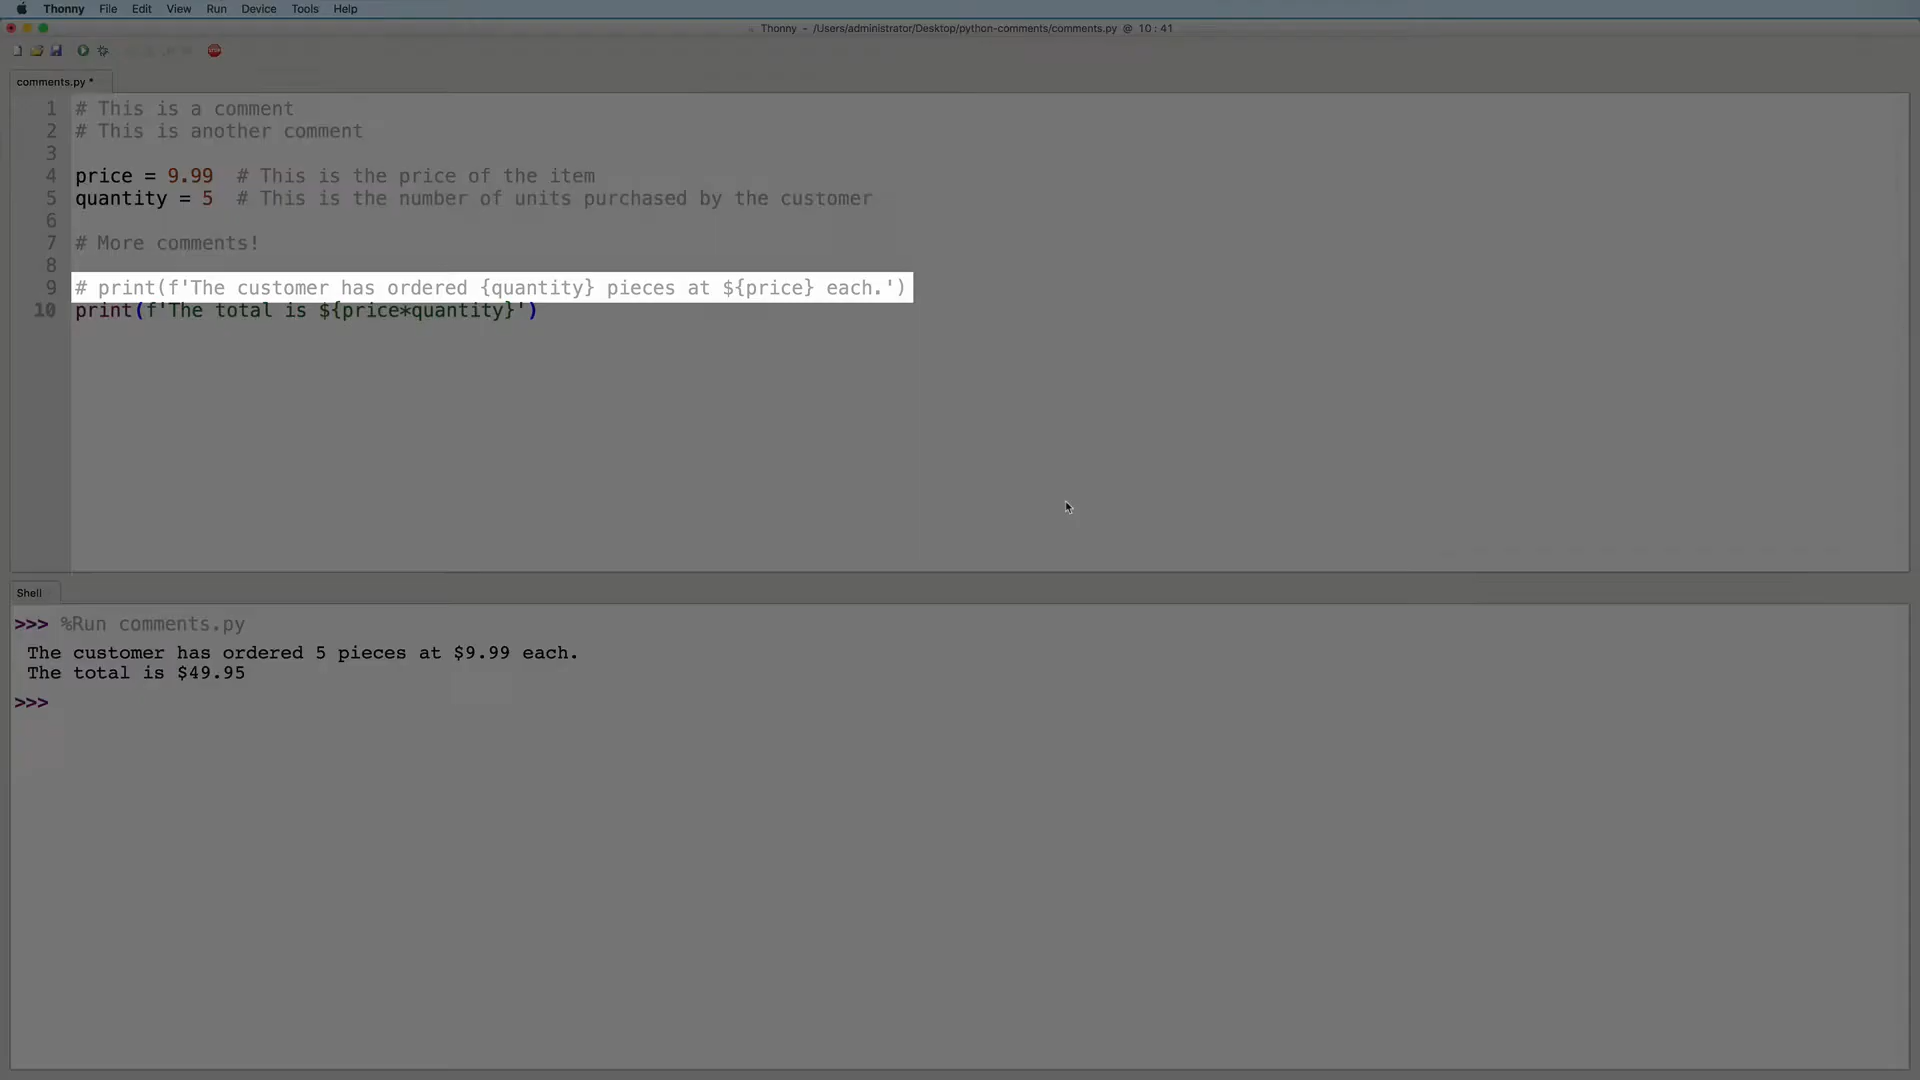 Thonny File Edit View Run Device Tools Help
Thonny - /Users/administrator/Desktop/python-comments/comments.py @ 10 : 41
comments.py *
1 # This is a comment
2 # This is another comment
3
4 price = 9.99  # This is the price of the item
5 quantity = 5  # This is the number of units purchased by the customer
6
7 # More comments!
8
9 # print(f'The customer has ordered {quantity} pieces at ${price} each.')
10 print(f'The total is ${price*quantity}')
Shell
>>> %Run comments.py
The customer has ordered 5 pieces at $9.99 each.
The total is $49.95
>>>